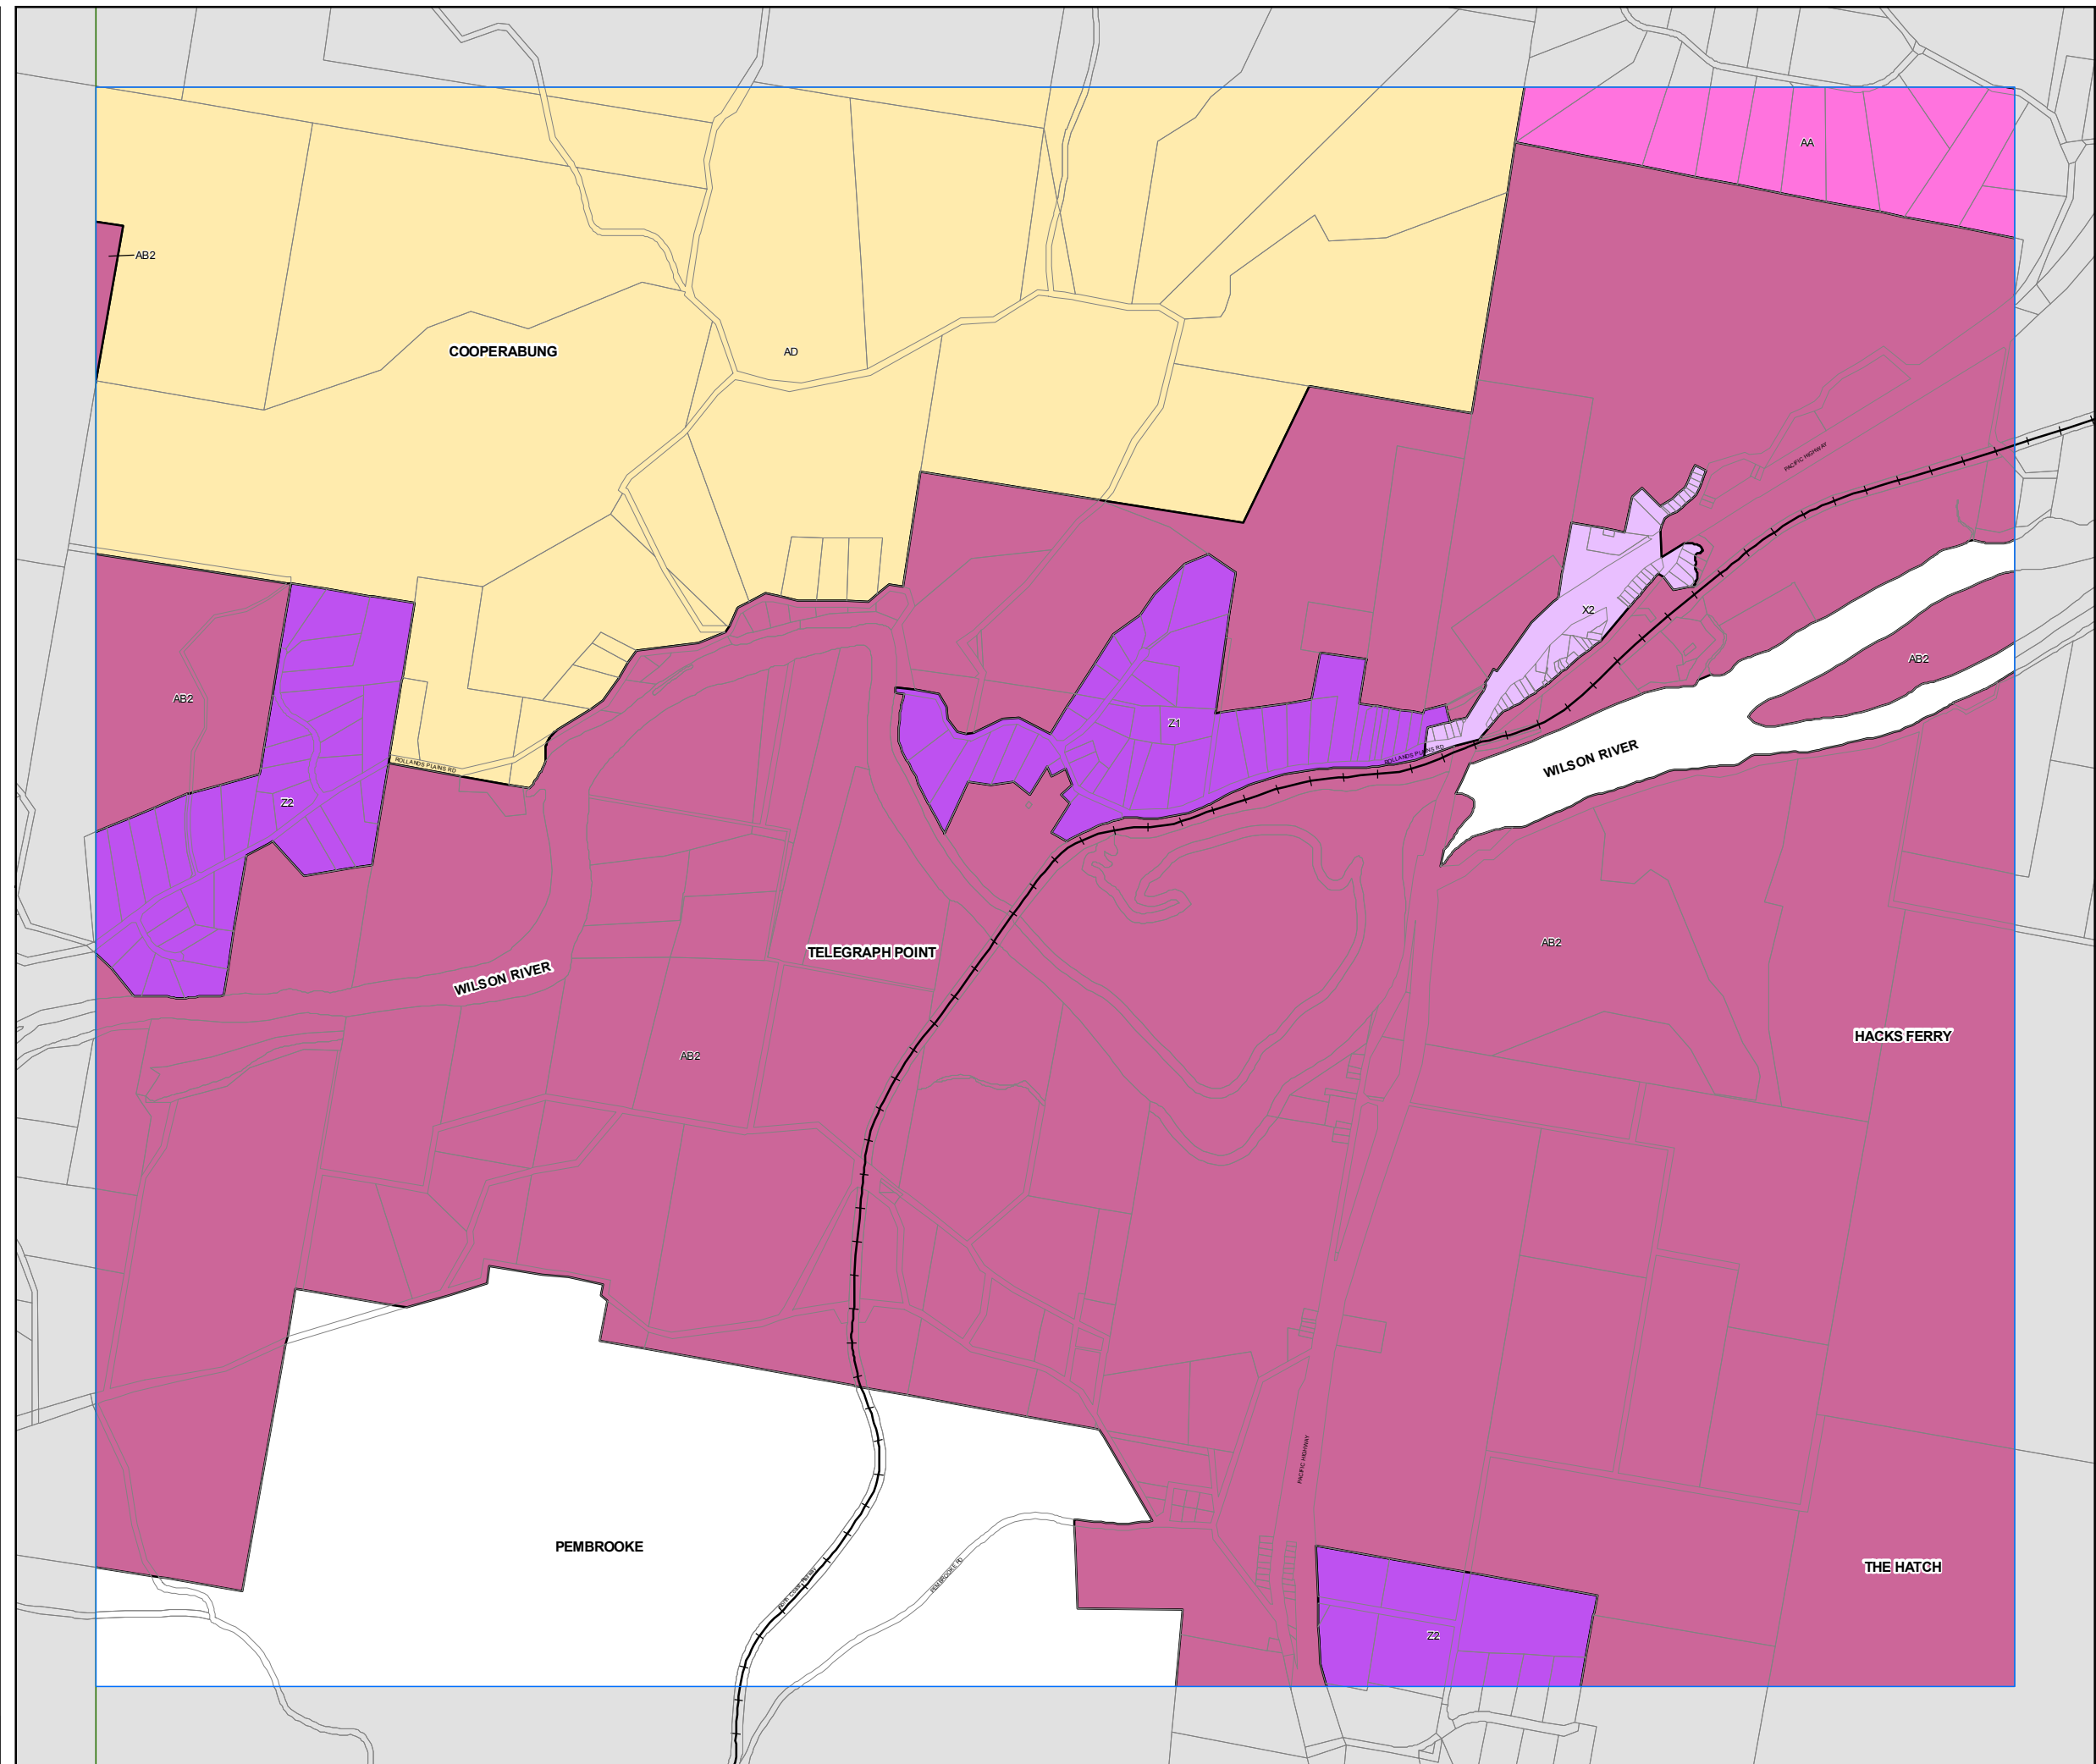 AA
AB2
COOPERABUNG
AD
PACIFIC HIGHWAY
X2
AB2
AB2
Z1
ROLLANDS PLAINS RD
WILSON RIVER
ROLLANDS PLAINS RD
Z2
TELEGRAPH POINT
AB2
WILSON RIVER
HACKS FERRY
AB2
PACIFIC HIGHWAY
PEMBROOKE
PEMBROOKE RD
THE HATCH
Z2